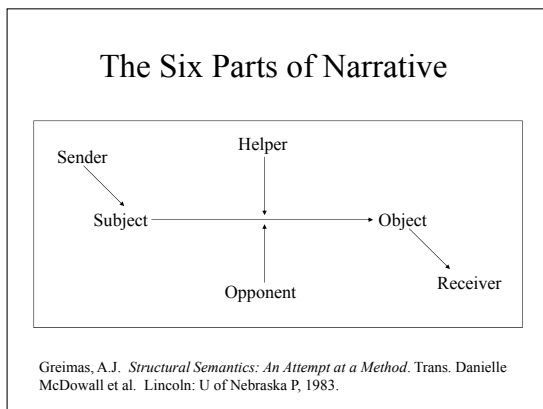 The Six Parts of Narrative
Helper
Sender
Subject
Object
Receiver
Opponent
Greimas, A.J.  Structural Semantics: An Attempt at a Method. Trans. Danielle
McDowall et al.  Lincoln: U of Nebraska P, 1983.